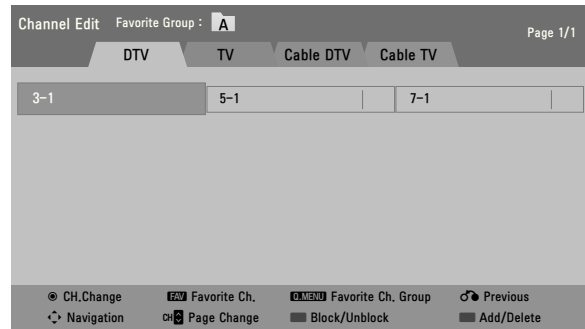 Channel Edit Favorite Group : A Page 1/1
DTV TV Cable DTV Cable TV
3-1 5-1 7-1
CH.Change FAV Favorite Ch. Q.MENU Favorite Ch. Group Previous
Navigation CH Page Change Block/Unblock Add/Delete